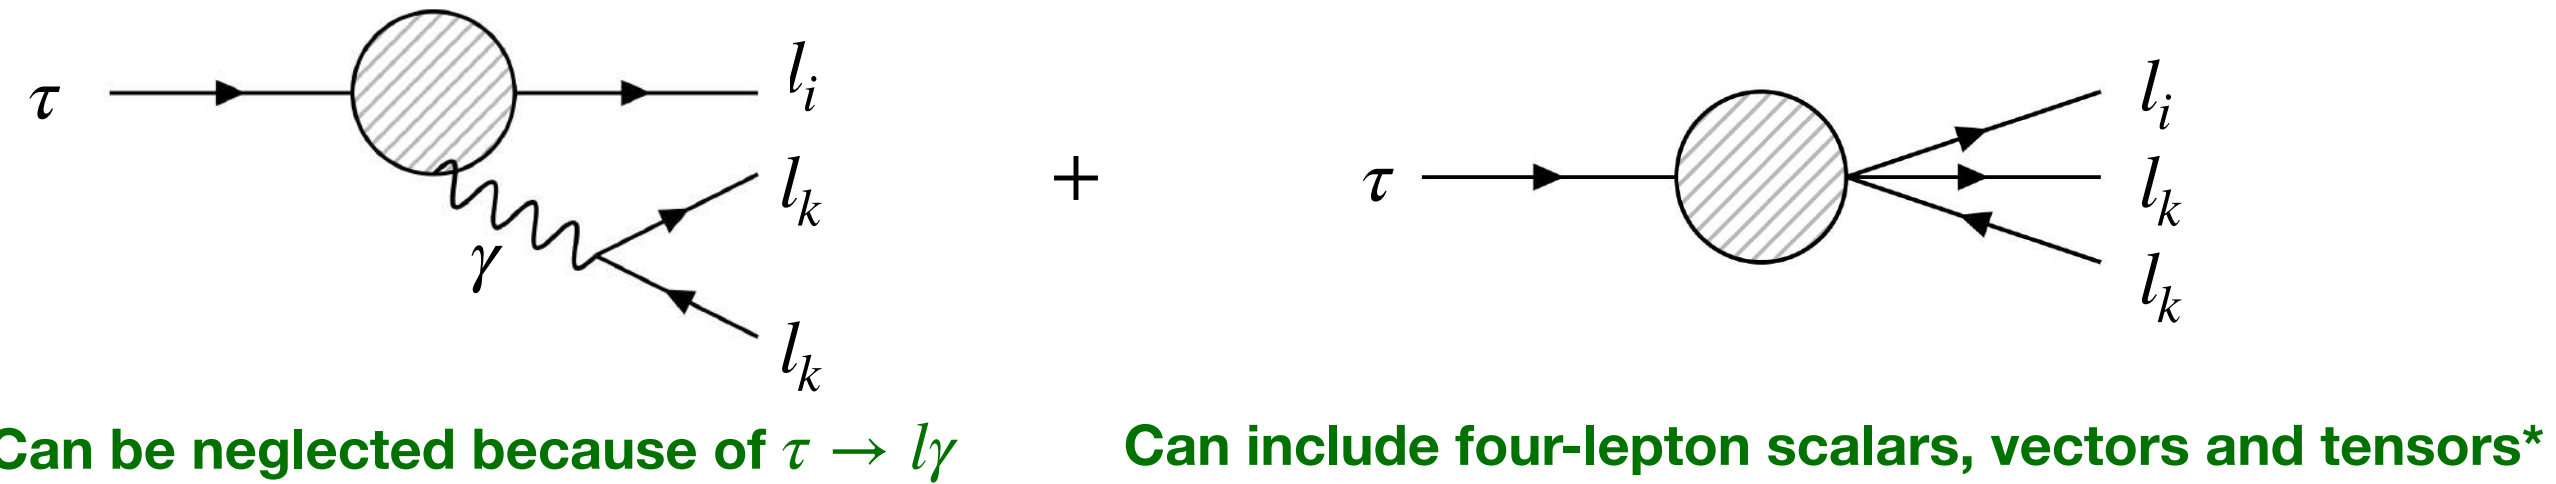 τ
l_i
l_k
γ
l_k
+
τ
l_i
l_k
l_k
Can be neglected because of τ → lγ
Can include four-lepton scalars, vectors and tensors*